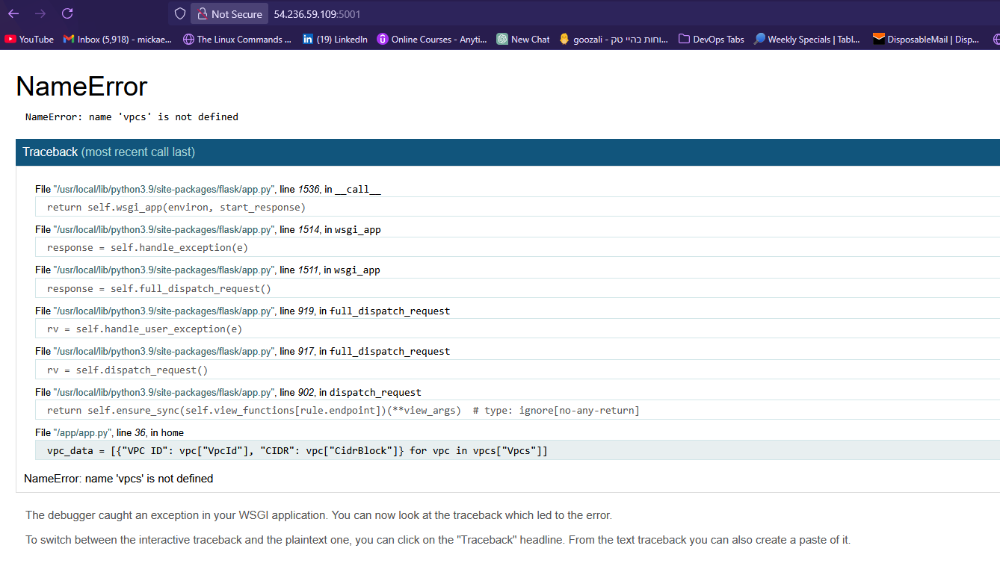 Not Secure 54.236.59.109:5001
YouTube Inbox (5,918) - mickae... The Linux Commands ... (19) LinkedIn Online Courses - Anyti... New Chat goozali - וחות בהיי טק... DevOps Tabs Weekly Specials | Tabl... DisposableMail | Disp...
NameError
NameError: name 'vpcs' is not defined
Traceback (most recent call last)
File "/usr/local/lib/python3.9/site-packages/flask/app.py", line 1536, in __call__
return self.wsgi_app(environ, start_response)
File "/usr/local/lib/python3.9/site-packages/flask/app.py", line 1514, in wsgi_app
response = self.handle_exception(e)
File "/usr/local/lib/python3.9/site-packages/flask/app.py", line 1511, in wsgi_app
response = self.full_dispatch_request()
File "/usr/local/lib/python3.9/site-packages/flask/app.py", line 919, in full_dispatch_request
rv = self.handle_user_exception(e)
File "/usr/local/lib/python3.9/site-packages/flask/app.py", line 917, in full_dispatch_request
rv = self.dispatch_request()
File "/usr/local/lib/python3.9/site-packages/flask/app.py", line 902, in dispatch_request
return self.ensure_sync(self.view_functions[rule.endpoint])(**view_args)  # type: ignore[no-any-return]
File "/app/app.py", line 36, in home
vpc_data = [{"VPC ID": vpc["VpcId"], "CIDR": vpc["CidrBlock"]} for vpc in vpcs["Vpcs"]]
NameError: name 'vpcs' is not defined
The debugger caught an exception in your WSGI application. You can now look at the traceback which led to the error.
To switch between the interactive traceback and the plaintext one, you can click on the "Traceback" headline. From the text traceback you can also create a paste of it.